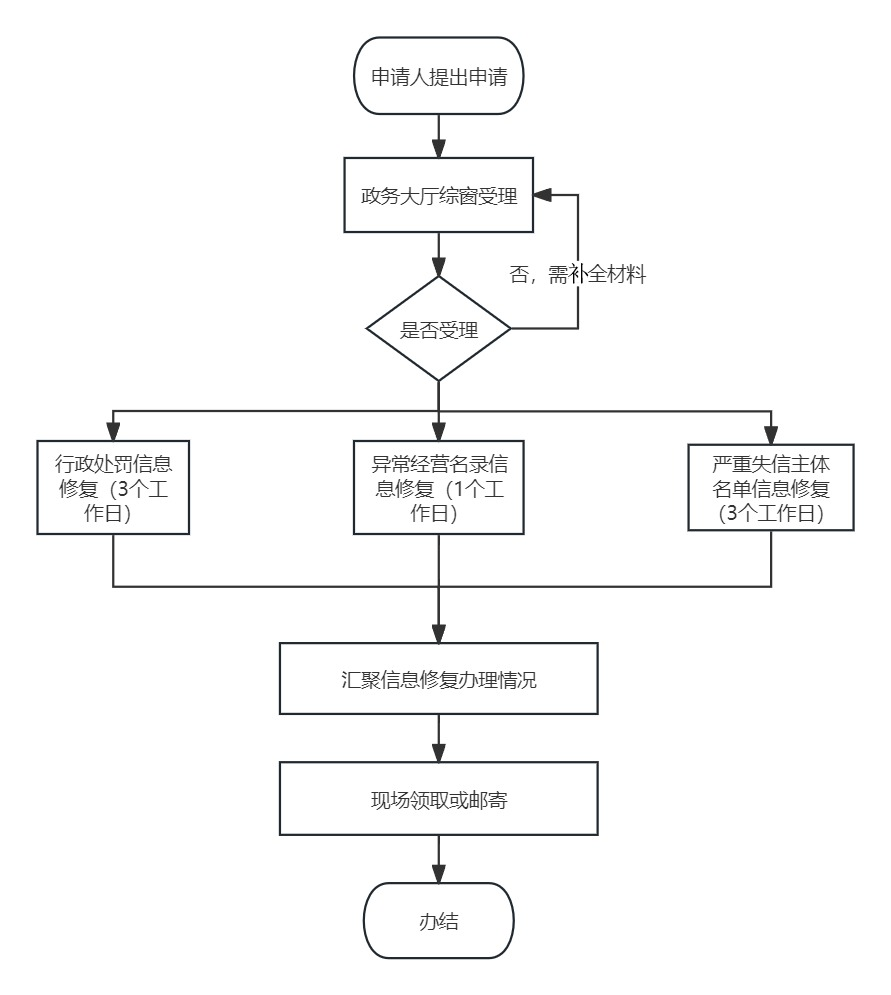 申请人提出申请
政务大厅综窗受理
否，需补全材料
是否受理
行政处罚信息
修复（3个工
作日）
异常经营名录信
息修复（1个工
作日）
严重失信主体
名单信息修复
（3个工作日）
汇聚信息修复办理情况
现场领取或邮寄
办结